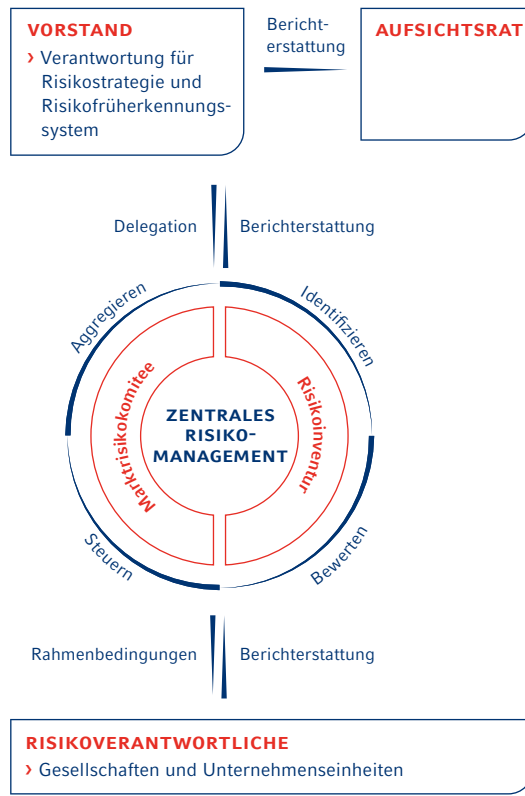 VORSTAND
› Verantwortung für
Risikostrategie und
Risikofrüherkennungs-
system
Bericht-
erstattung
AUFSICHTSRAT
Delegation
Berichterstattung
Aggregieren
Identifizieren
Marktrisikokomitee
ZENTRALES
RISIKO-
MANAGEMENT
Risikoinventur
Steuern
Bewerten
Rahmenbedingungen
Berichterstattung
RISIKOVERANTWORTLICHE
› Gesellschaften und Unternehmenseinheiten